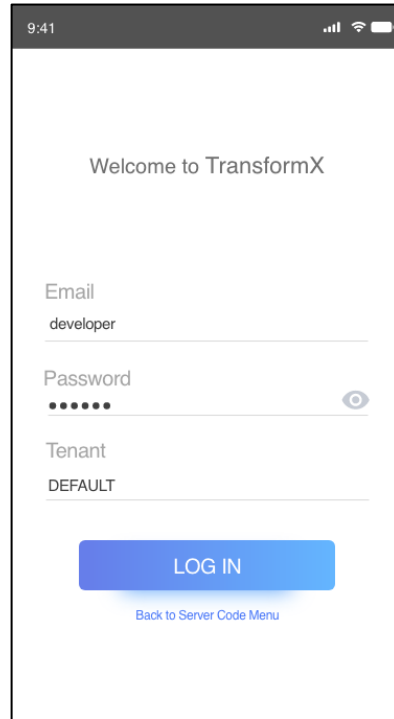 9:41
Welcome to TransformX
Email
developer
Password
••••••
Tenant
DEFAULT
LOG IN
Back to Server Code Menu